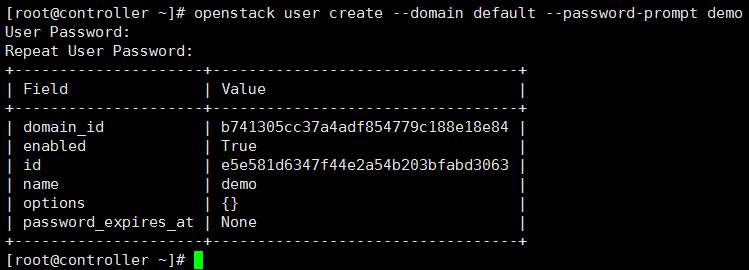 [root@controller ~]# openstack user create --domain default --password-prompt demo
User Password:
Repeat User Password:
+---------------------+----------------------------------+
| Field               | Value                            |
+---------------------+----------------------------------+
| domain_id           | b741305cc37a4adf854779c188e18e84 |
| enabled             | True                             |
| id                  | e5e581d6347f44e2a54b203bfabd3063 |
| name                | demo                             |
| options             | {}                               |
| password_expires_at | None                             |
+---------------------+----------------------------------+
[root@controller ~]#